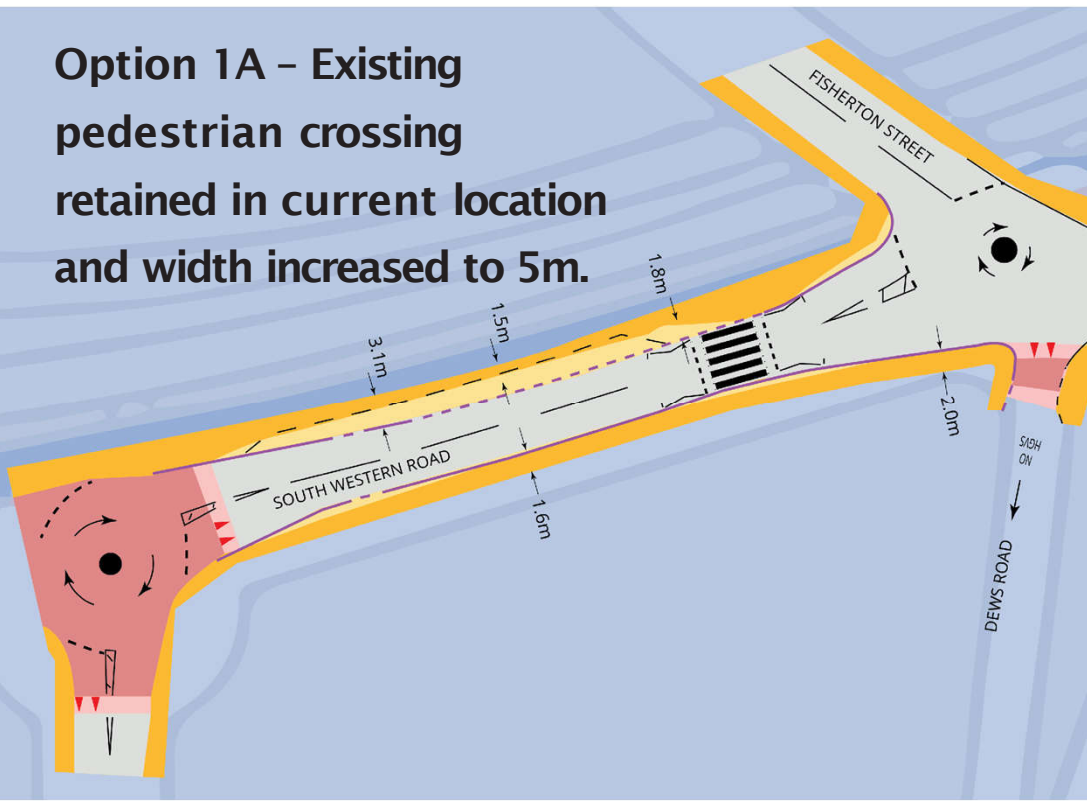 Option 1A – Existing
pedestrian crossing
retained in current location
and width increased to 5m.
FISHERTON STREET
1.8m
1.5m
3.1m
2.0m
SOUTH WESTERN ROAD
1.6m
NO
HGVS
DEWS ROAD